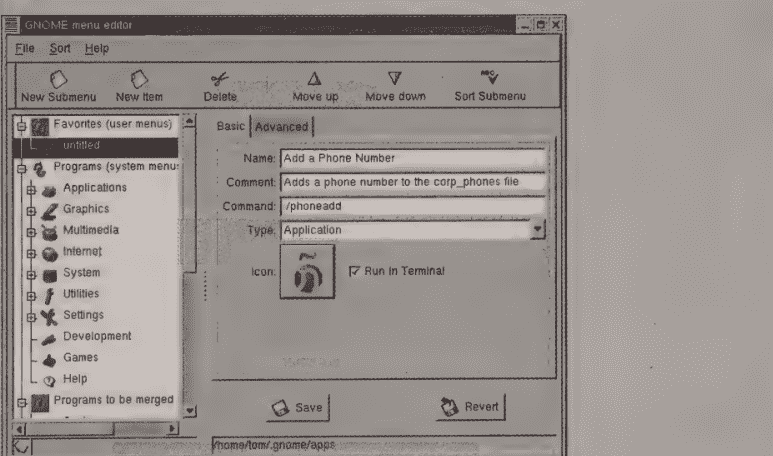 GNOME menu editor
File Sort Help
New Submenu New Item Delete Move up Move down Sort Submenu
Favorites (user menus)
untitled
Programs (system menu:
Applications
Graphics
Multimedia
Internet
System
Utilities
Settings
Development
Games
Help
Programs to be merged
Basic Advanced
Name: Add a Phone Number
Comment: Adds a phone number to the corp_phones file
Command: ./phoneadd
Type: Application
Icon: Run in Terminal
Save Revert
/home/tom/.gnome/apps